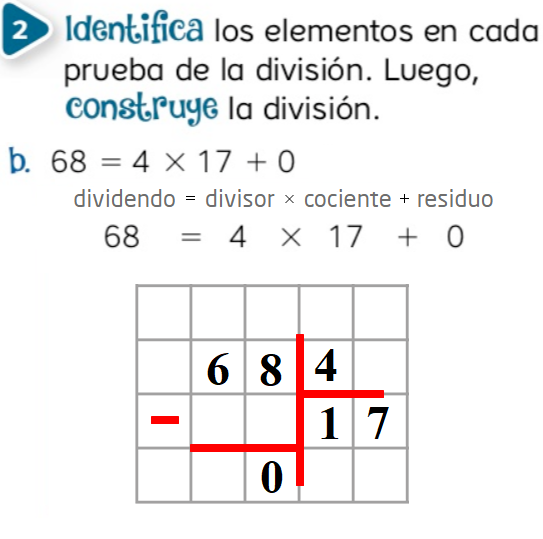 2 Identifica los elementos en cada
prueba de la división. Luego,
construye la división.
b. 68 = 4 × 17 + 0
dividendo = divisor × cociente + residuo
68 = 4 × 17 + 0
6 8 4
− 1 7
0